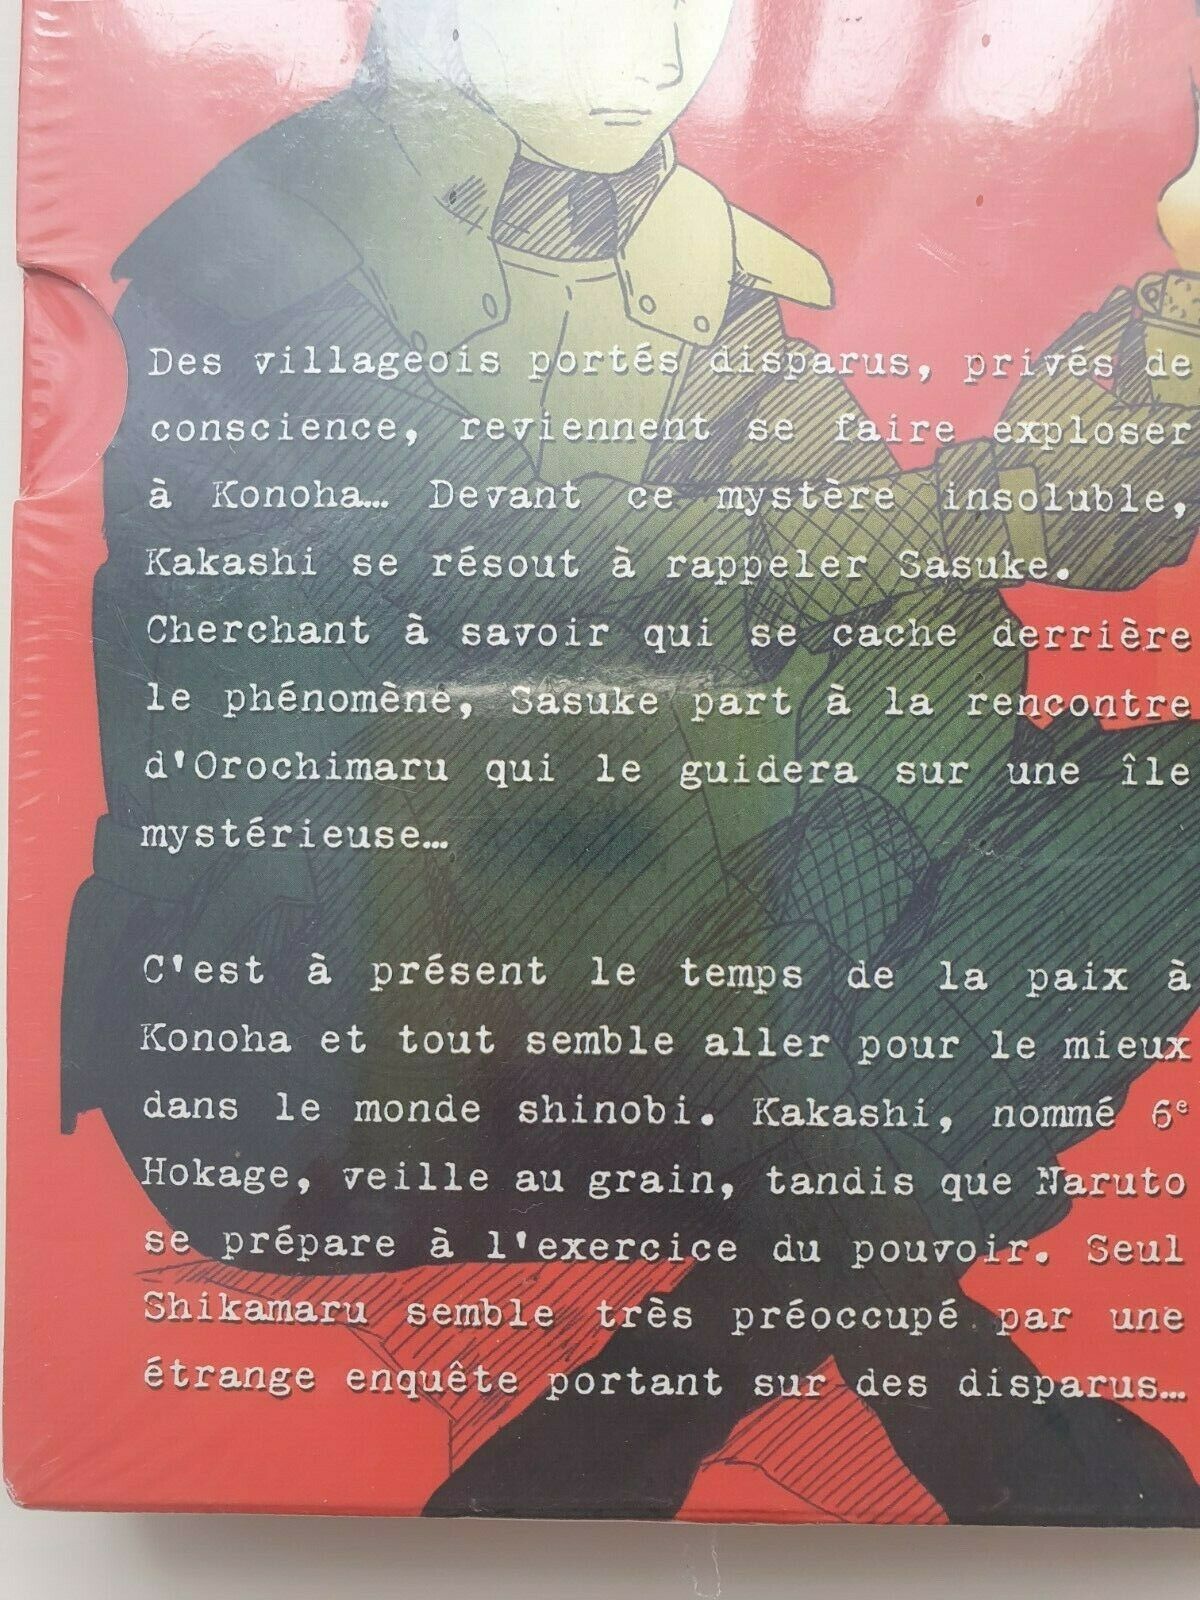 Des villageois portés disparus, privés de
conscience, reviennent se faire exploser
à Konoha… Devant ce mystère insoluble,
Kakashi se résout à rappeler Sasuke.
Cherchant à savoir qui se cache derrière
le phénomène, Sasuke part à la rencontre
d'Orochimaru qui le guidera sur une île
mystérieuse…
C'est à présent le temps de la paix à
Konoha et tout semble aller pour le mieux
dans le monde shinobi. Kakashi, nommé 6e
Hokage, veille au grain, tandis que Naruto
se prépare à l'exercice du pouvoir. Seul
Shikamaru semble très préoccupé par une
étrange enquête portant sur des disparus…